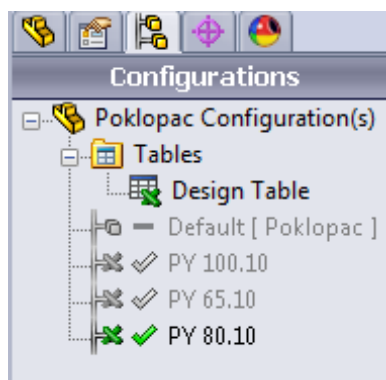 Configurations
Poklopac Configuration(s)
Tables
Design Table
Default [ Poklopac ]
PY 100.10
PY 65.10
PY 80.10